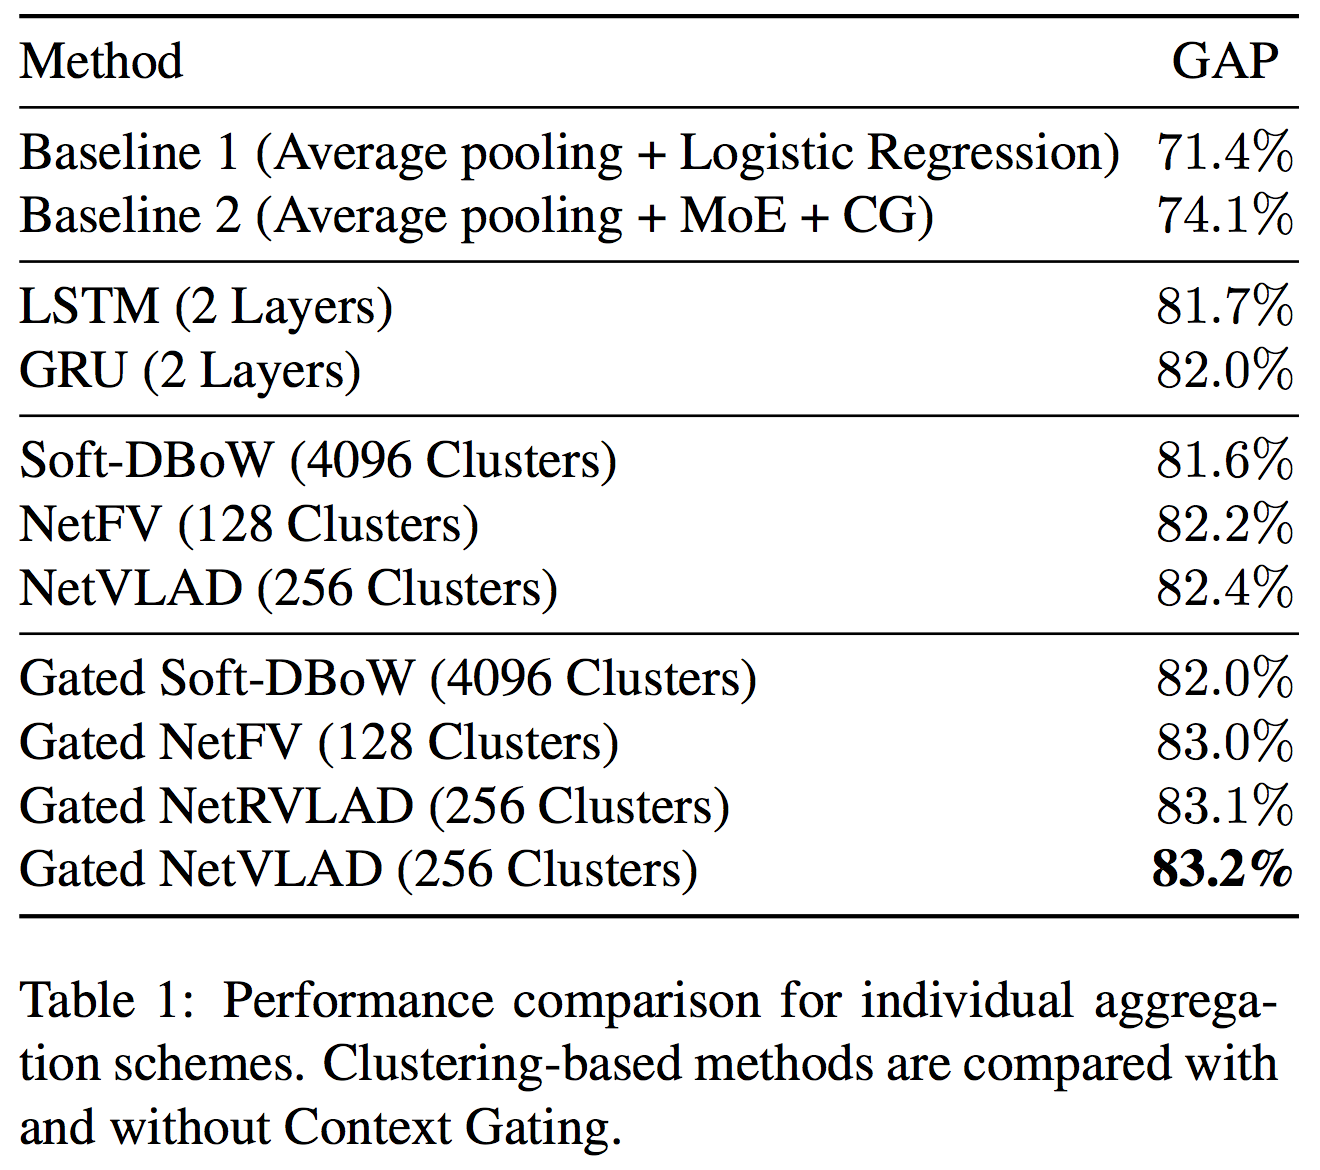 Method GAP
Baseline 1 (Average pooling + Logistic Regression) 71.4%
Baseline 2 (Average pooling + MoE + CG) 74.1%
LSTM (2 Layers) 81.7%
GRU (2 Layers) 82.0%
Soft-DBoW (4096 Clusters) 81.6%
NetFV (128 Clusters) 82.2%
NetVLAD (256 Clusters) 82.4%
Gated Soft-DBoW (4096 Clusters) 82.0%
Gated NetFV (128 Clusters) 83.0%
Gated NetRVLAD (256 Clusters) 83.1%
Gated NetVLAD (256 Clusters) 83.2%
Table 1: Performance comparison for individual aggrega-
tion schemes. Clustering-based methods are compared with
and without Context Gating.